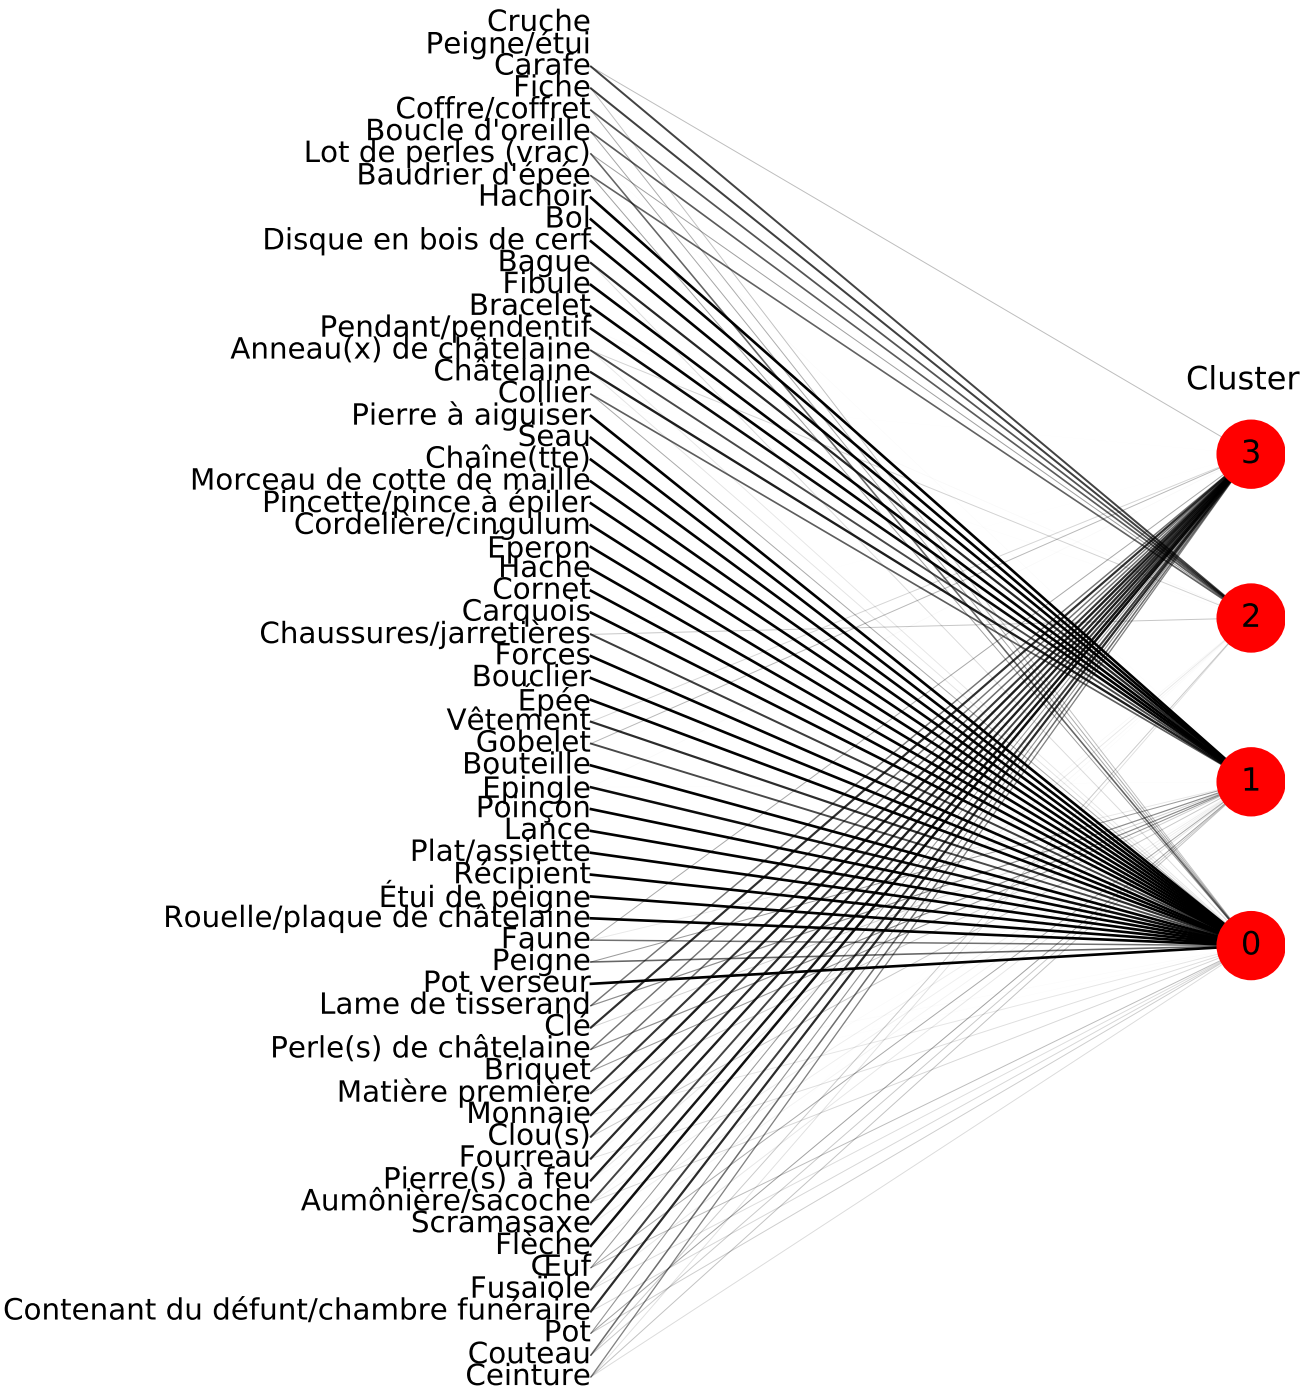 Cruche
Peigne/étui
Carafe
Fiche
Coffre/coffret
Boucle d'oreille
Lot de perles (vrac)
Baudrier d'épée
Hachoir
Bol
Disque en bois de cerf
Bague
Fibule
Bracelet
Pendant/pendentif
Anneau(x) de châtelaine
Châtelaine
Collier
Pierre à aiguiser
Seau
Chaîne(tte)
Morceau de cotte de maille
Pincette/pince à épiler
Cordelière/cingulum
Éperon
Hache
Cornet
Carquois
Chaussures/jarretières
Forces
Bouclier
Épée
Vêtement
Gobelet
Bouteille
Epingle
Poinçon
Lance
Plat/assiette
Récipient
Étui de peigne
Rouelle/plaque de châtelaine
Faune
Peigne
Pot verseur
Lame de tisserand
Clé
Perle(s) de châtelaine
Briquet
Matière première
Monnaie
Clou(s)
Fourreau
Pierre(s) à feu
Aumônière/sacoche
Scramasaxe
Flèche
Œuf
Fusaïole
Contenant du défunt/chambre funéraire
Pot
Couteau
Ceinture
Cluster
3
2
1
0